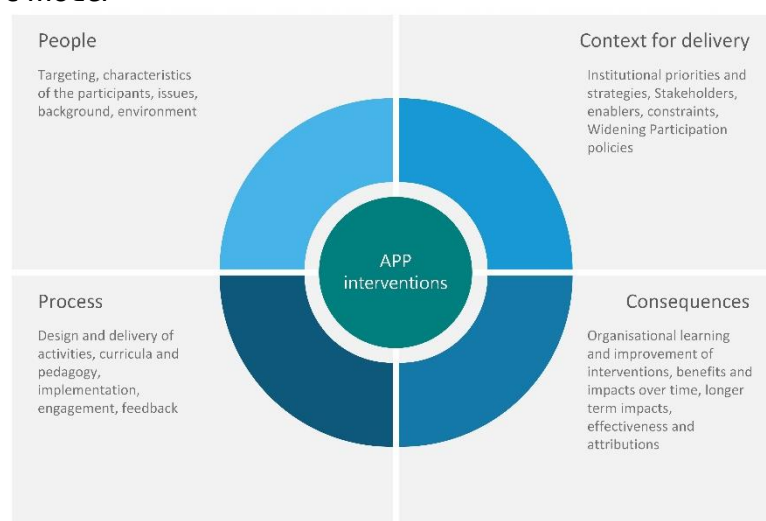 People
Targeting, characteristics
of the participants, issues,
background, environment
Context for delivery
Institutional priorities and
strategies, Stakeholders,
enablers, constraints,
Widening Participation
policies
APP
interventions
Process
Design and delivery of
activities, curricula and
pedagogy,
implementation,
engagement, feedback
Consequences
Organisational learning
and improvement of
interventions, benefits and
impacts over time, longer
term impacts,
effectiveness and
attributions